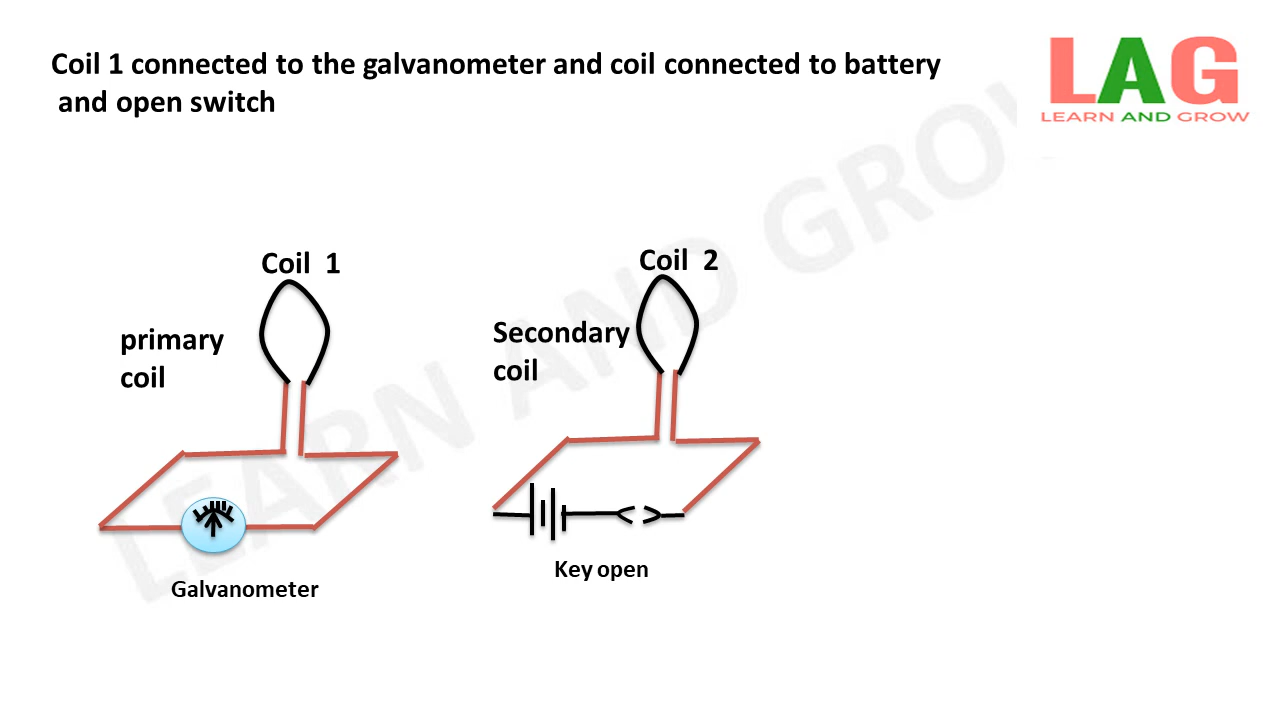 Coil 1 connected to the galvanometer and coil connected to battery
and open switch
LAG
LEARN AND GROW
Coil 1
Coil 2
primary
coil
Secondary
coil
Galvanometer
Key open
LEARN AND GROW